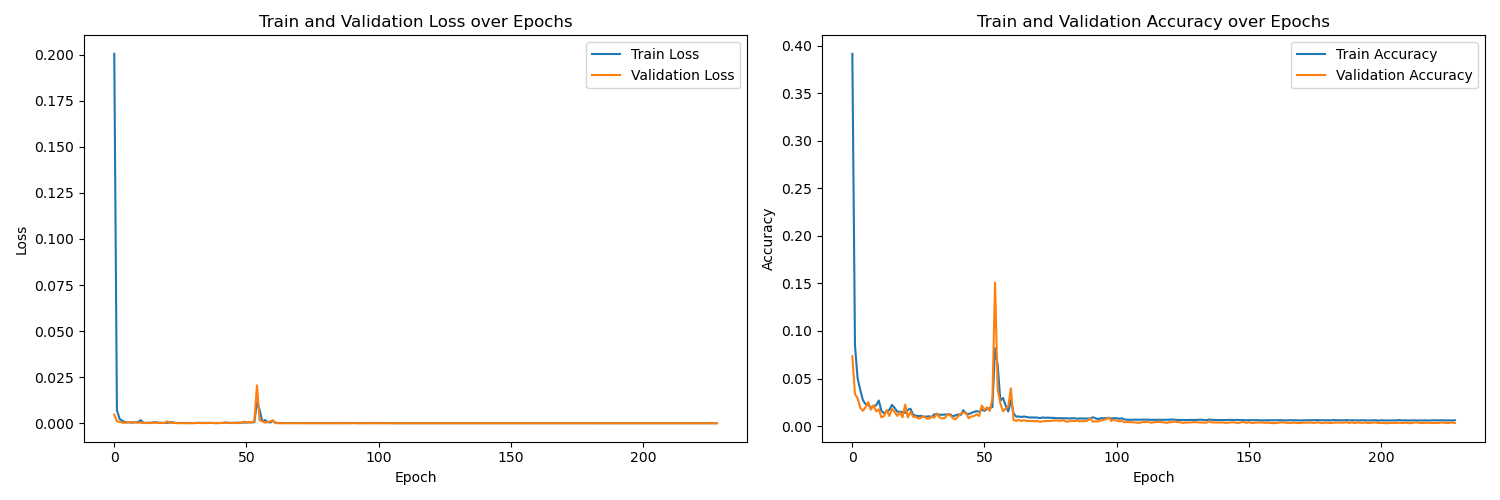 Train and Validation Loss over Epochs
Loss
0.200
0.175
0.150
0.125
0.100
0.075
0.050
0.025
0.000
Train Loss
Validation Loss
0 50 100 150 200
Epoch
Train and Validation Accuracy over Epochs
Accuracy
0.40
0.35
0.30
0.25
0.20
0.15
0.10
0.05
0.00
Train Accuracy
Validation Accuracy
0 50 100 150 200
Epoch